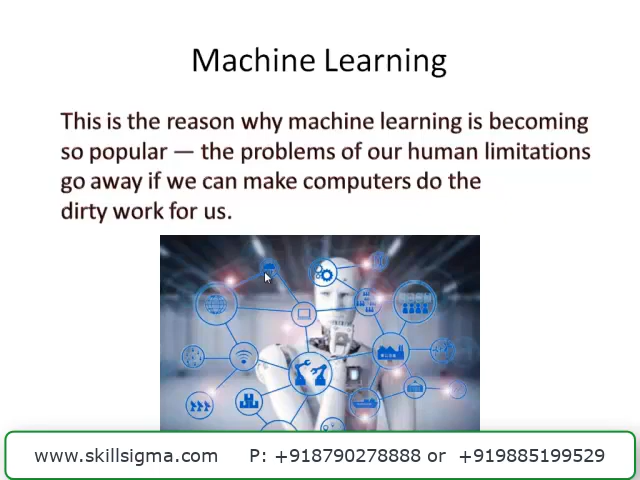 Machine Learning
This is the reason why machine learning is becoming
so popular — the problems of our human limitations
go away if we can make computers do the
dirty work for us.
www.skillsigma.com P: +918790278888 or +919885199529